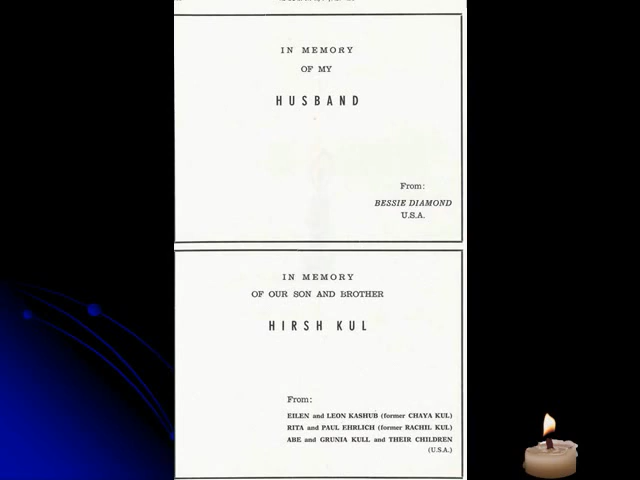 IN MEMORY
OF MY
HUSBAND
From:
BESSIE DIAMOND
U.S.A.
IN MEMORY
OF OUR SON AND BROTHER
HIRSH KUL
From:
EILEN and LEON KASHUB (former CHAYA KUL)
RITA and PAUL EHRLICH (former RACHIL KUL)
ABE and GRUNIA KULL and THEIR CHILDREN
(U.S.A.)